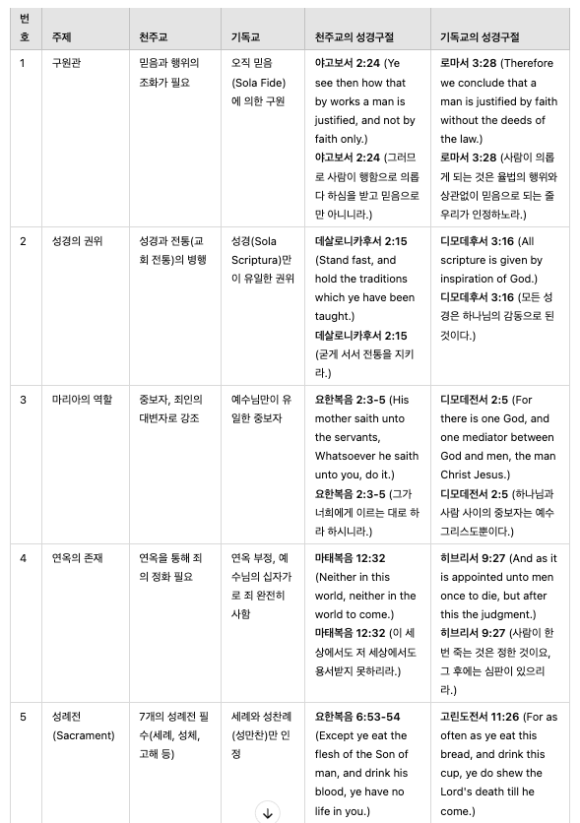 번
호 주제 천주교 기독교 천주교의 성경구절 기독교의 성경구절
1
구원관
믿음과 행위의
조화가 필요
오직 믿음
(Sola Fide)
에 의한 구원
야고보서 2:24 (Ye
see then how that
by works a man is
justified, and not by
faith only.)
야고보서 2:24 (그러므
로 사람이 행함으로 의롭
다 하심을 받고 믿음으로
만 아니니라.)
로마서 3:28 (Therefore
we conclude that a
man is justified by faith
without the deeds of
the law.)
로마서 3:28 (사람이 의롭
게 되는 것은 율법의 행위와
상관없이 믿음으로 되는 줄
우리가 인정하노라.)
2
성경의 권위
성경과 전통(교
회 전통)의 병행
성경(Sola
Scriptura)만
이 유일한 권위
데살로니카후서 2:15
(Stand fast, and
hold the traditions
which ye have been
taught.)
데살로니카후서 2:15
(굳게 서서 전통을 지키
라.)
디모데후서 3:16 (All
scripture is given by
inspiration of God.)
디모데후서 3:16 (모든 성
경은 하나님의 감동으로 된
것이다.)
3
마리아의 역할
중보자, 죄인의
대변자로 강조
예수님만이 유
일한 중보자
요한복음 2:3-5 (His
mother saith unto
the servants,
Whatsoever he saith
unto you, do it.)
요한복음 2:3-5 (그가
너희에게 이르는 대로 하
라 하시니라.)
디모데전서 2:5 (For
there is one God, and
one mediator between
God and men, the man
Christ Jesus.)
디모데전서 2:5 (하나님과
사람 사이의 중보자는 예수
그리스도뿐이다.)
4
연옥의 존재
연옥을 통해 죄
의 정화 필요
연옥 부정, 예
수님의 십자가
로 죄 완전히
사함
마태복음 12:32
(Neither in this
world, neither in the
world to come.)
마태복음 12:32 (이 세
상에서도 저 세상에서도
용서받지 못하리라.)
히브리서 9:27 (And as it
is appointed unto men
once to die, but after
this the judgment.)
히브리서 9:27 (사람이 한
번 죽는 것은 정한 것이요,
그 후에는 심판이 있으리
라.)
5
성례전
(Sacrament)
7개의 성례전 필
수(세례, 성체,
고해 등)
세례와 성찬례
(성만찬)만 인
정
요한복음 6:53-54
(Except ye eat the
flesh of the Son of
man, and drink his
blood, ye have no
life in you.)
고린도전서 11:26 (For as
often as ye eat this
bread, and drink this
cup, ye do shew the
Lord's death till he
come.)